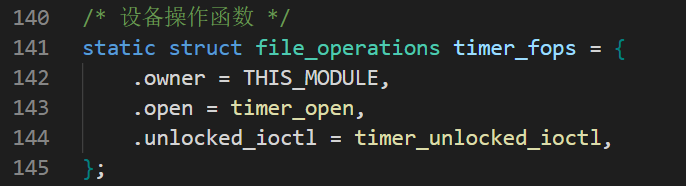 140 /* 设备操作函数 */
141 static struct file_operations timer_fops = {
142 .owner = THIS_MODULE,
143 .open = timer_open,
144 .unlocked_ioctl = timer_unlocked_ioctl,
145 };